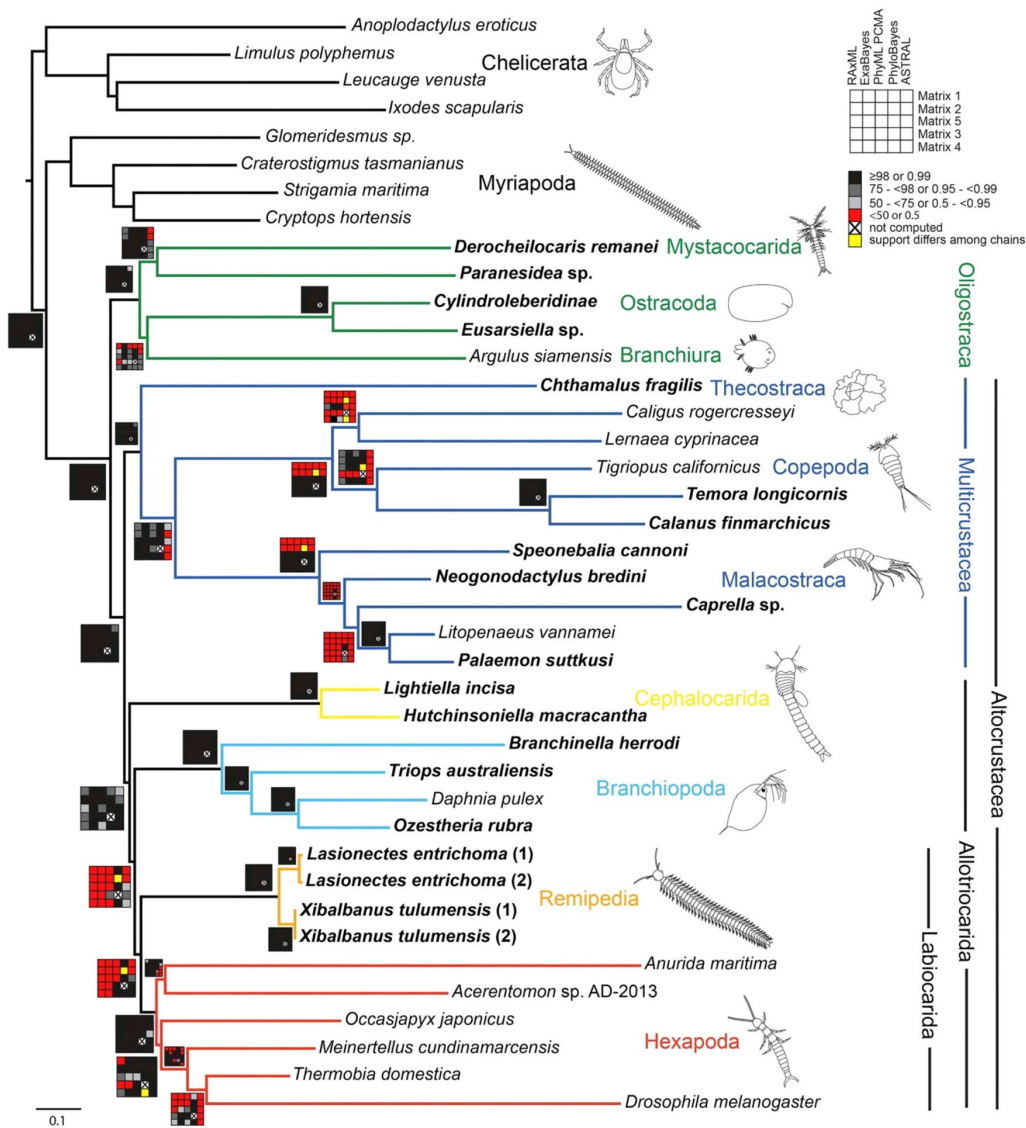 Anoplodactylus eroticus
Limulus polyphemus
Chelicerata
Leucauge venusta
Ixodes scapularis
RAxML
ExaBayes
PhyML PCMA
PhyloBayes
ASTRAL
Matrix 1
Matrix 2
Matrix 5
Matrix 3
Matrix 4
≥98 or 0.99
75 - <98 or 0.95 - <0.99
50 - <75 or 0.5 - <0.95
<50 or 0.5
not computed
support differs among chains
Glomeridesmus sp.
Craterostigmus tasmanianus
Myriapoda
Strigamia maritima
Cryptops hortensis
Derocheilocaris remanei Mystacocarida
Paranesidea sp.
Cylindroleberidinae
Ostracoda
Eusarsiella sp.
Argulus siamensis Branchiura
Oligostraca
Chthamalus fragilis Thecostraca
Caligus rogercresseyi
Lernaea cyprinacea
Tigriopus californicus Copepoda
Temora longicornis
Calanus finmarchicus
Multicrustacea
Speonebalia cannoni
Neogonodactylus bredini
Malacostraca
Caprella sp.
Litopenaeus vannamei
Palaemon suttkusi
Lightiella incisa
Cephalocarida
Hutchinsoniella macracantha
Altocrustacea
Branchinella herrodi
Triops australiensis
Branchiopoda
Daphnia pulex
Ozestheria rubra
Allotriocarida
Lasionectes entrichoma (1)
Lasionectes entrichoma (2)
Remipedia
Xibalbanus tulumensis (1)
Xibalbanus tulumensis (2)
Labiocarida
Anurida maritima
Acerentomon sp. AD-2013
Occasjapyx japonicus
Hexapoda
Meinertellus cundinamarcensis
Thermobia domestica
Drosophila melanogaster
0.1